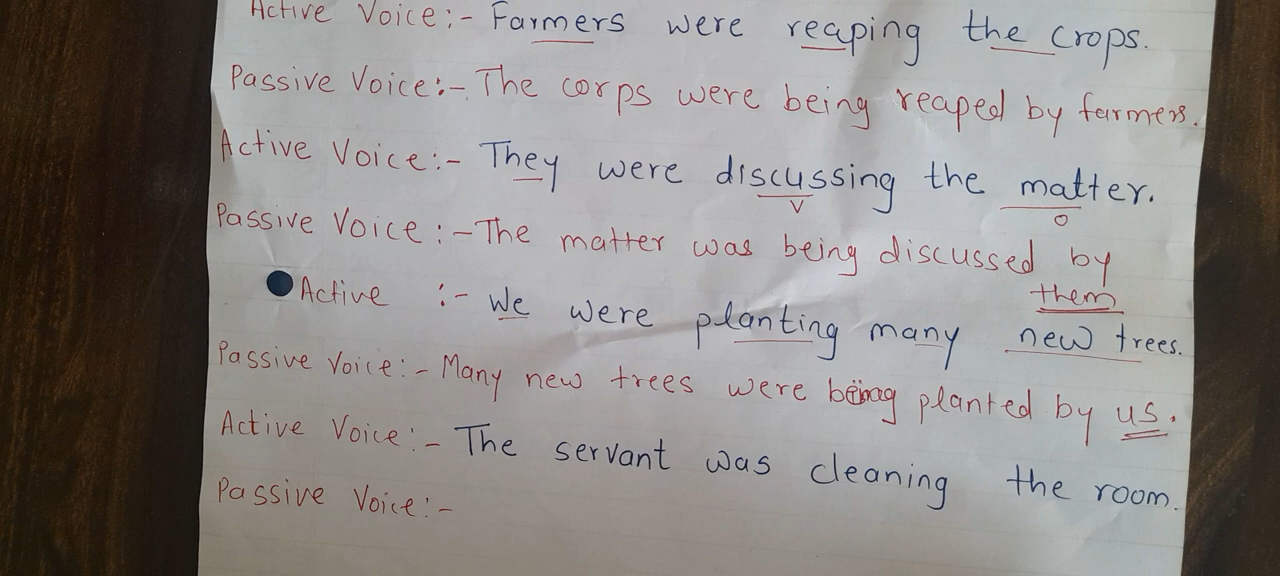 Active Voice:- Farmers were reaping the crops.
Passive Voice:- The corps were being reaped by farmers.
Active Voice:- They were discussing the matter.
V O
Passive Voice:- The matter was being discussed by
them
Active :- We were planting many new trees.
Passive Voice:- Many new trees were being planted by us.
Active Voice:- The servant was cleaning the room.
Passive Voice:-